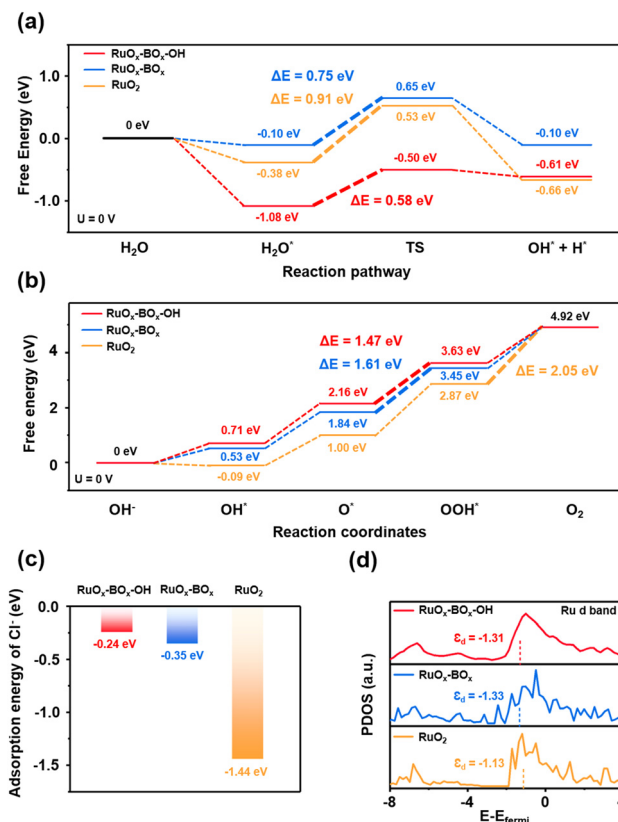 (a)
RuOₓ-BOₓ-OH
RuOₓ-BOₓ
RuO₂
ΔE = 0.75 eV
ΔE = 0.91 eV
0.65 eV
0.53 eV
0 eV
-0.10 eV
-0.38 eV
-1.08 eV
-0.50 eV
ΔE = 0.58 eV
-0.10 eV
-0.61 eV
-0.66 eV
U = 0 V
1.0
0.0
-1.0
Free Energy (eV)
H₂O H₂O* TS OH* + H*
Reaction pathway
(b)
RuOₓ-BOₓ-OH
RuOₓ-BOₓ
RuO₂
ΔE = 1.47 eV
ΔE = 1.61 eV
ΔE = 2.05 eV
4.92 eV
3.63 eV
3.45 eV
2.87 eV
2.16 eV
1.84 eV
1.00 eV
0.71 eV
0.53 eV
-0.09 eV
0 eV
U = 0 V
4
2
0
Free energy (eV)
OH⁻ OH* O* OOH* O₂
Reaction coordinates
(c)
RuOₓ-BOₓ-OH RuOₓ-BOₓ RuO₂
-0.24 eV
-0.35 eV
-1.44 eV
0.0
-0.5
-1.0
-1.5
Adsorption energy of Cl⁻ (eV)
(d)
RuOₓ-BOₓ-OH Ru d band
ε_d = -1.31
RuOₓ-BOₓ
ε_d = -1.33
RuO₂
ε_d = -1.13
PDOS (a.u.)
-8 -4 0 4
E-E_fermi